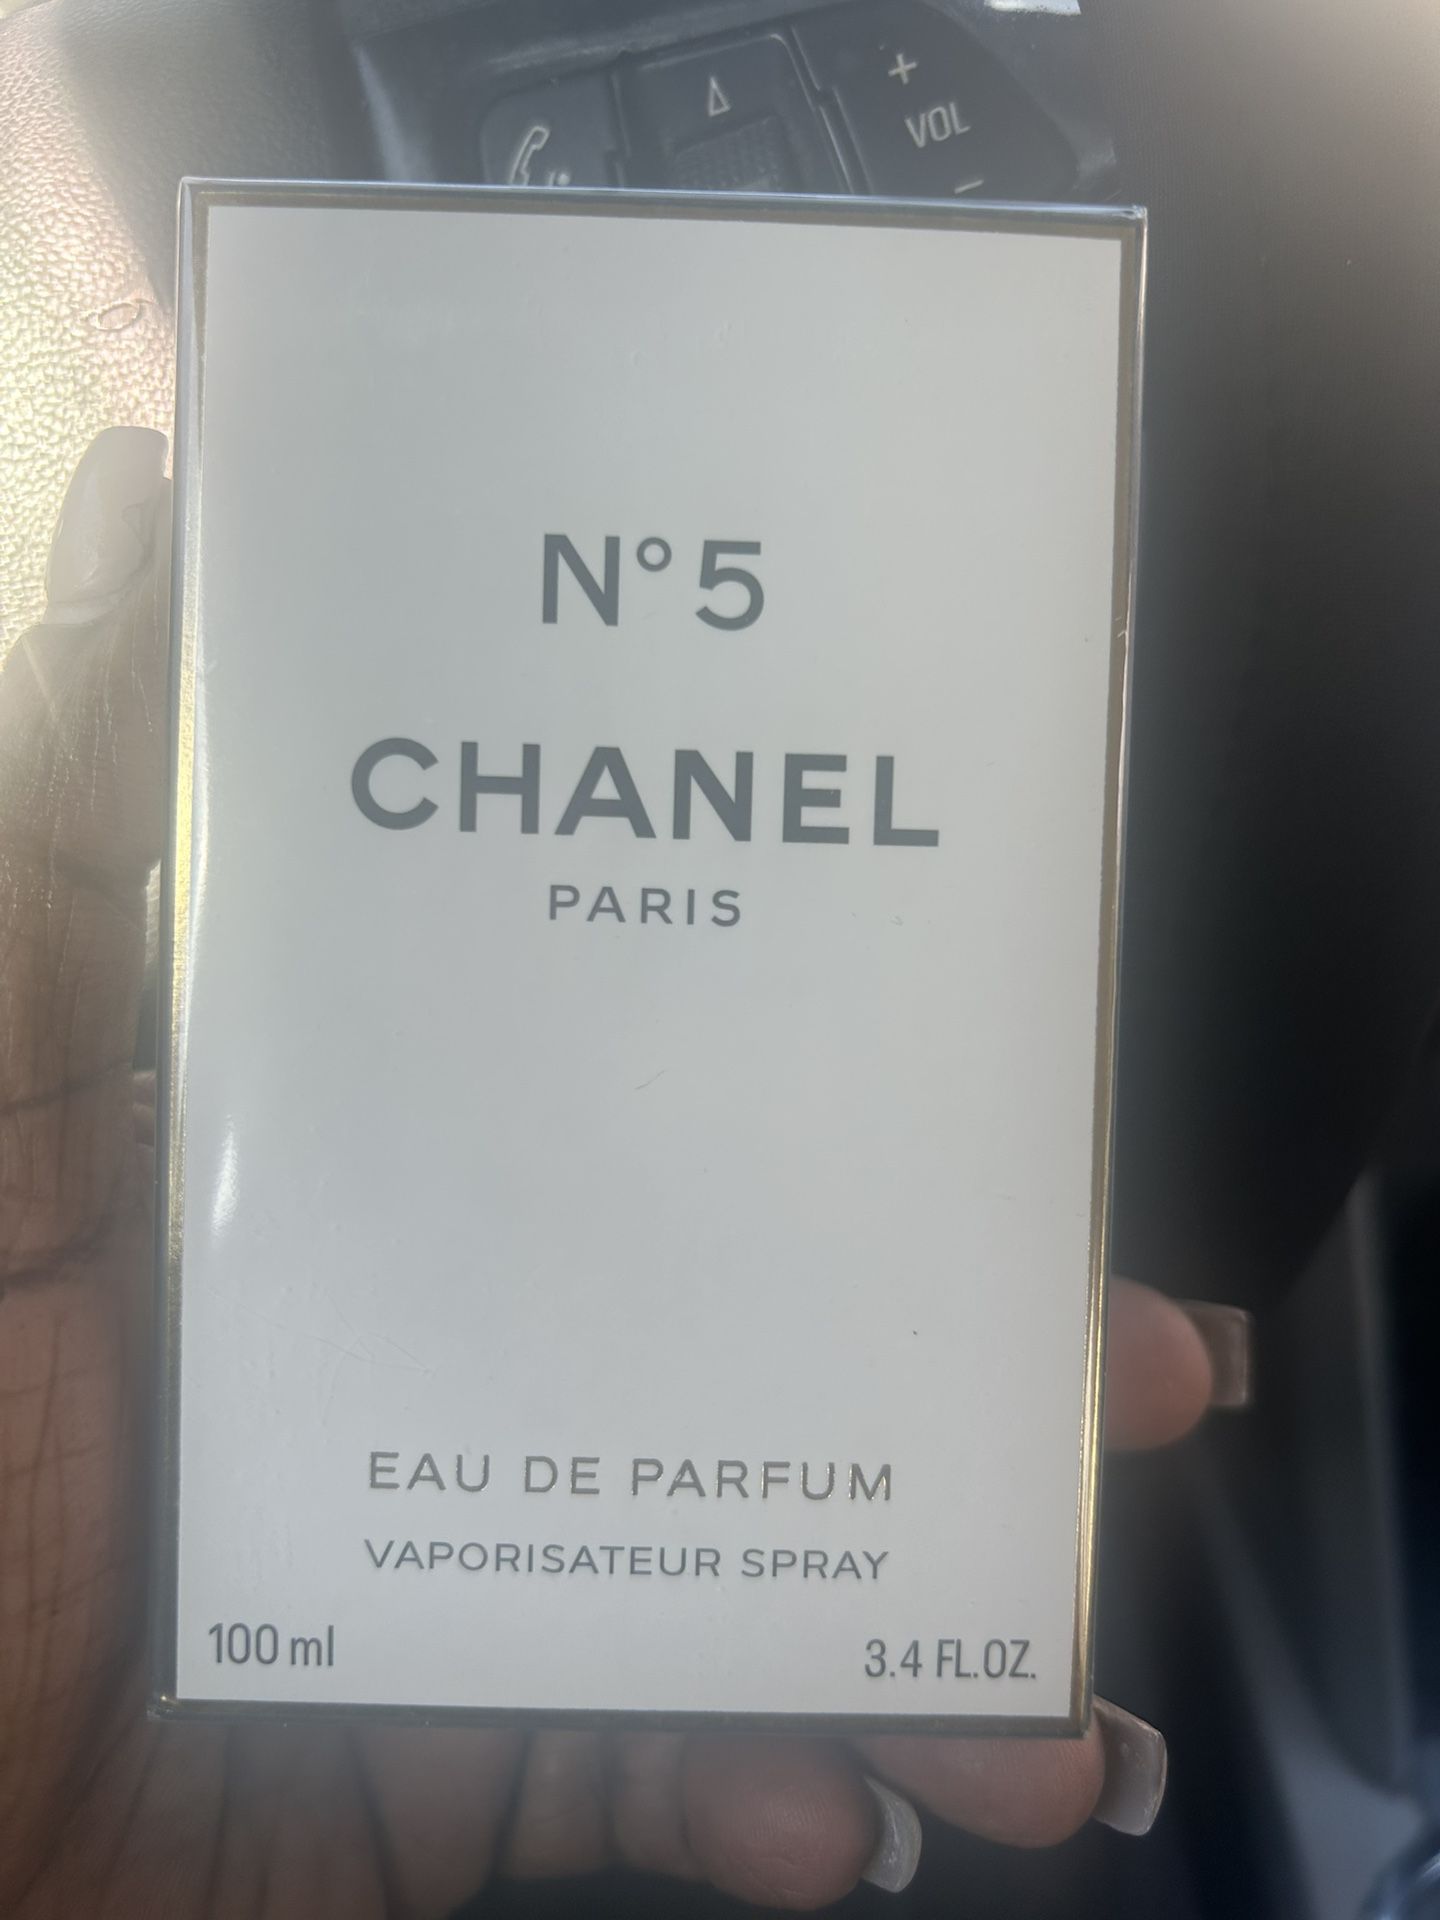 +
VOL
-
N°5
CHANEL
PARIS
EAU DE PARFUM
VAPORISATEUR SPRAY
100 ml
3.4 FL.OZ.